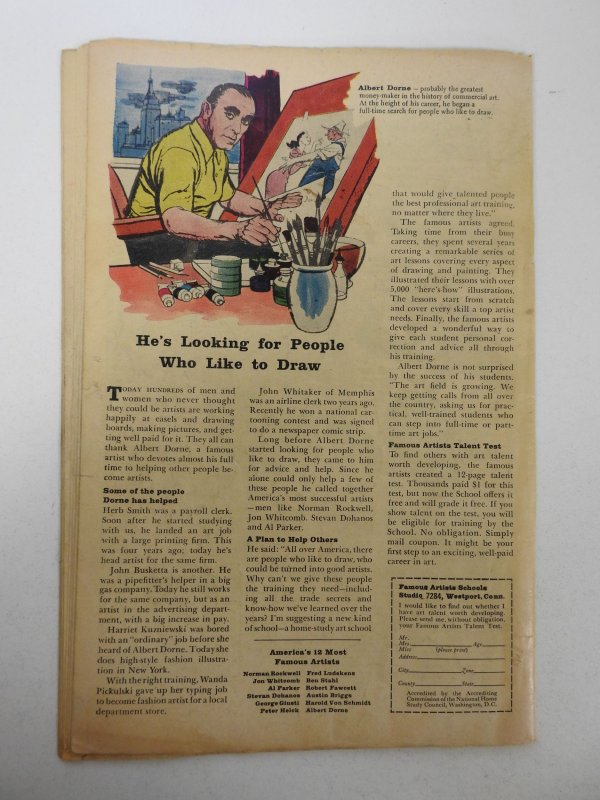 Albert Dorne – probably the greatest
money-maker in the history of commercial art.
At the height of his career, he began a
full-time search for people who like to draw.
He's Looking for People
Who Like to Draw
TODAY HUNDREDS of men and
women who never thought
they could be artists are working
happily at easels and drawing
boards, making pictures, and get-
ting well paid for it. They all can
thank Albert Dorne, a famous
artist who devotes almost his full
time to helping other people be-
come artists.
Some of the people
Dorne has helped
Herb Smith was a payroll clerk.
Soon after he started studying
with us, he landed an art job
with a large printing firm. This
was four years ago; today he's
head artist for the same firm.
John Busketta is another. He
was a pipefitter's helper in a big
gas company. Today he still works
for the same company, but as an
artist in the advertising depart-
ment, with a big increase in pay.
Harriet Kuzniewski was bored
with an "ordinary" job before she
heard of Albert Dorne. Today she
does high-style fashion illustra-
tion in New York.
With the right training, Wanda
Pickulski gave up her typing job
to become fashion artist for a local
department store.
John Whitaker of Memphis
was an airline clerk two years ago.
Recently he won a national car-
tooning contest and was signed
to do a newspaper comic strip.
Long before Albert Dorne
started looking for people who
like to draw, they came to him
for advice and help. Since he
alone could only help a few of
these people he called together
America's most successful artists
—men like Norman Rockwell,
Jon Whitcomb, Stevan Dohanos
and Al Parker.
A Plan to Help Others
He said: "All over America, there
are people who like to draw, who
could be turned into good artists.
Why can't we give these people
the training they need—includ-
ing all the trade secrets and
know-how we've learned over the
years? I'm suggesting a new kind
of school—a home-study art school
America's 12 Most
Famous Artists
Norman Rockwell Fred Ludekens
Jon Whitcomb Ben Stahl
Al Parker Robert Fawcett
Stevan Dohanos Austin Briggs
George Giusti Harold Von Schmidt
Peter Helck Albert Dorne
that would give talented people
the best professional art training,
no matter where they live."
The famous artists agreed.
Taking time from their busy
careers, they spent several years
creating a remarkable series of
art lessons covering every aspect
of drawing and painting. They
illustrated their lessons with over
5,000 "here's-how" illustrations.
The lessons start from scratch
and cover every skill a top artist
needs. Finally, the famous artists
developed a wonderful way to
give each student personal cor-
rection and advice all through
his training.
Albert Dorne is not surprised
by the success of his students.
"The art field is growing. We
keep getting calls from all over
the country, asking us for prac-
tical, well-trained students who
can step into full-time or part-
time art jobs."
Famous Artists Talent Test
To find others with art talent
worth developing, the famous
artists created a 12-page talent
test. Thousands paid $1 for this
test, but now the School offers it
free and will grade it free. If you
show talent on the test, you will
be eligible for training by the
School. No obligation. Simply
mail coupon. It might be your
first step to an exciting, well-paid
career in art.
Famous Artists Schools
Studio 7284, Westport, Conn.
I would like to find out whether I
have art talent worth developing.
Please send me, without obligation,
your Famous Artists Talent Test.
Mr.
Mrs. Age
Miss (please print)
Address
City Zone
County State
Accredited by the Accrediting
Commission of the National Home
Study Council, Washington, D.C.